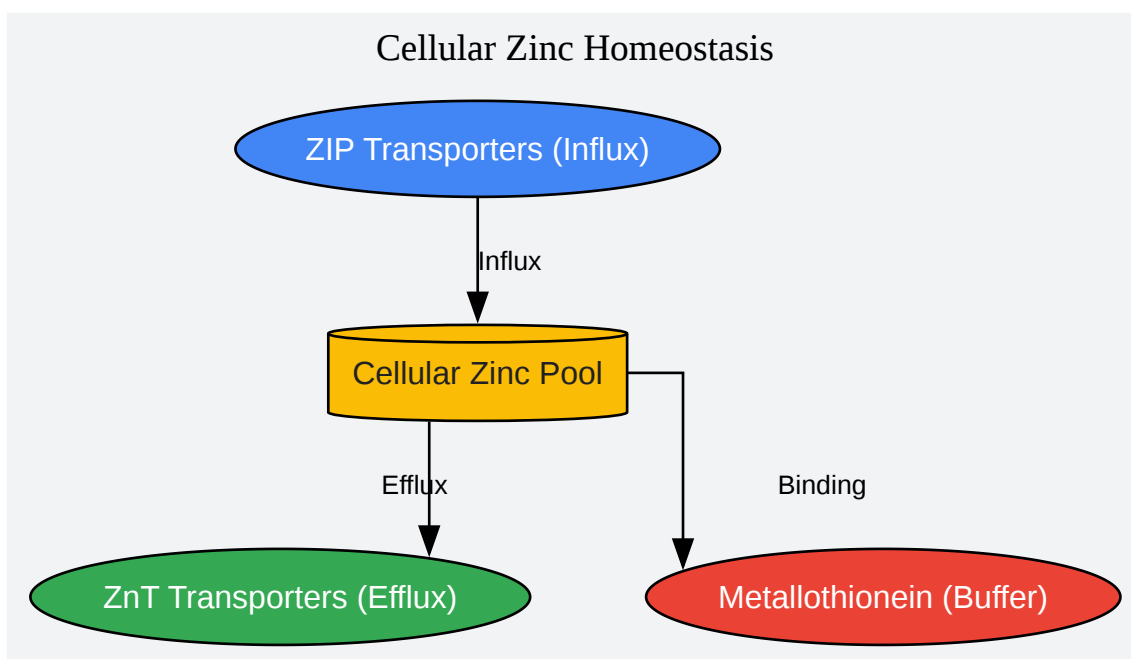 Cellular Zinc Homeostasis
ZIP Transporters (Influx)
Influx
Cellular Zinc Pool
Efflux
Binding
ZnT Transporters (Efflux)
Metallothionein (Buffer)